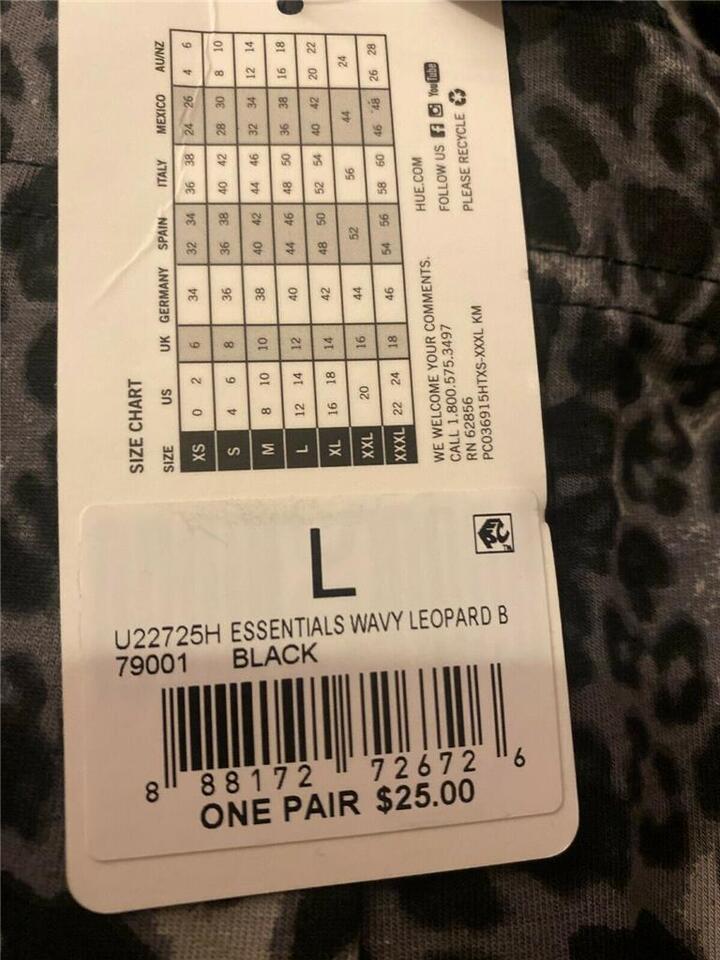 SIZE CHART
SIZE US UK GERMANY SPAIN ITALY MEXICO AU/NZ
XS 0 2 6 34 32 34 36 38 24 26 4 6
S 4 6 8 36 36 38 40 42 28 30 8 10
M 8 10 10 38 40 42 44 46 32 34 12 14
L 12 14 12 40 44 46 48 50 36 38 16 18
XL 16 18 14 42 48 50 52 54 40 42 20 22
XXL 20 16 44 52 56 44 24
XXXL 22 24 18 46 54 56 58 60 46 48 26 28
WE WELCOME YOUR COMMENTS.
CALL 1.800.575.3497
RN 62856
PC036915HTXS-XXXL KM
HUE.COM
FOLLOW US YouTube
PLEASE RECYCLE
L
U22725H ESSENTIALS WAVY LEOPARD B
79001 BLACK
8 88172 72672 6
ONE PAIR $25.00